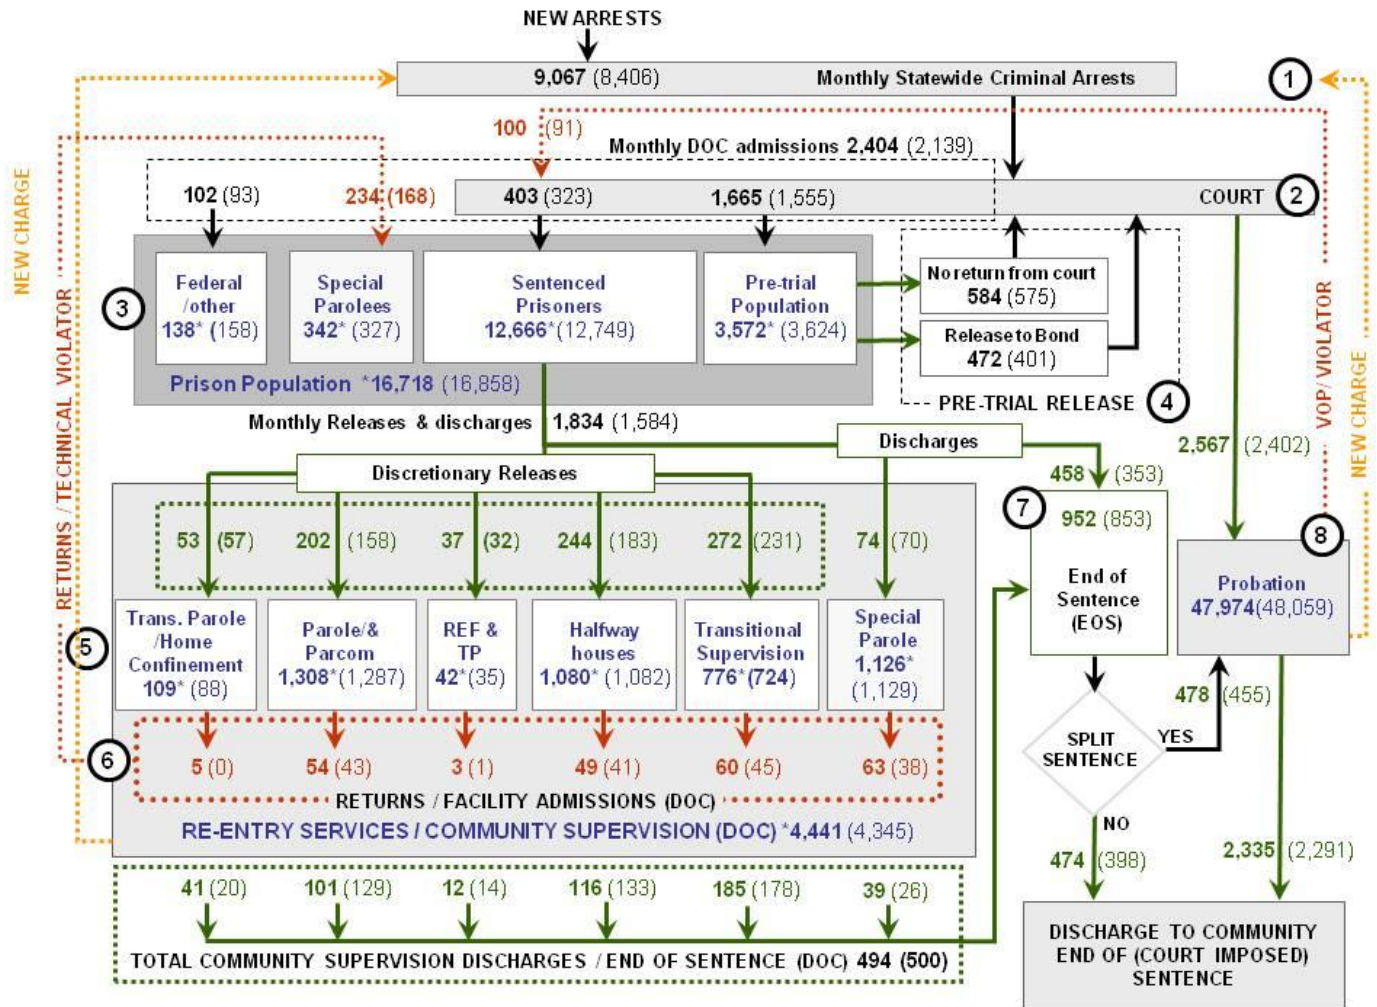 NEW ARRESTS
9,067 (8,406) Monthly Statewide Criminal Arrests
1
100 (91)
Monthly DOC admissions 2,404 (2,139)
102 (93) 234 (168) 403 (323) 1,665 (1,555) COURT 2
NEW CHARGE
RETURNS / TECHNICAL VIOLATOR
3
Federal
/other
138* (158)
Special
Parolees
342* (327)
Sentenced
Prisoners
12,666* (12,749)
Pre-trial
Population
3,572* (3,624)
Prison Population *16,718 (16,858)
No return from court
584 (575)
Release to Bond
472 (401)
PRE-TRIAL RELEASE 4
VOP/ VIOLATOR
NEW CHARGE
Monthly Releases & discharges 1,834 (1,584)
Discharges
Discretionary Releases
2,567 (2,402)
458 (353)
53 (57) 202 (158) 37 (32) 244 (183) 272 (231) 74 (70)
7
952 (853)
End of
Sentence
(EOS)
8
Probation
47,974(48,059)
5
Trans. Parole
/Home
Confinement
109* (88)
Parole/&
Parcom
1,308*(1,287)
REF &
TP
42*(35)
Halfway
houses
1,080* (1,082)
Transitional
Supervision
776*(724)
Special
Parole
1,126*
(1,129)
478 (455)
SPLIT
SENTENCE
YES
NO
6
5 (0) 54 (43) 3 (1) 49 (41) 60 (45) 63 (38)
RETURNS / FACILITY ADMISSIONS (DOC)
RE-ENTRY SERVICES / COMMUNITY SUPERVISION (DOC) *4,441 (4,345)
474 (398)
2,335 (2,291)
41 (20) 101 (129) 12 (14) 116 (133) 185 (178) 39 (26)
TOTAL COMMUNITY SUPERVISION DISCHARGES / END OF SENTENCE (DOC) 494 (500)
DISCHARGE TO COMMUNITY
END OF (COURT IMPOSED)
SENTENCE